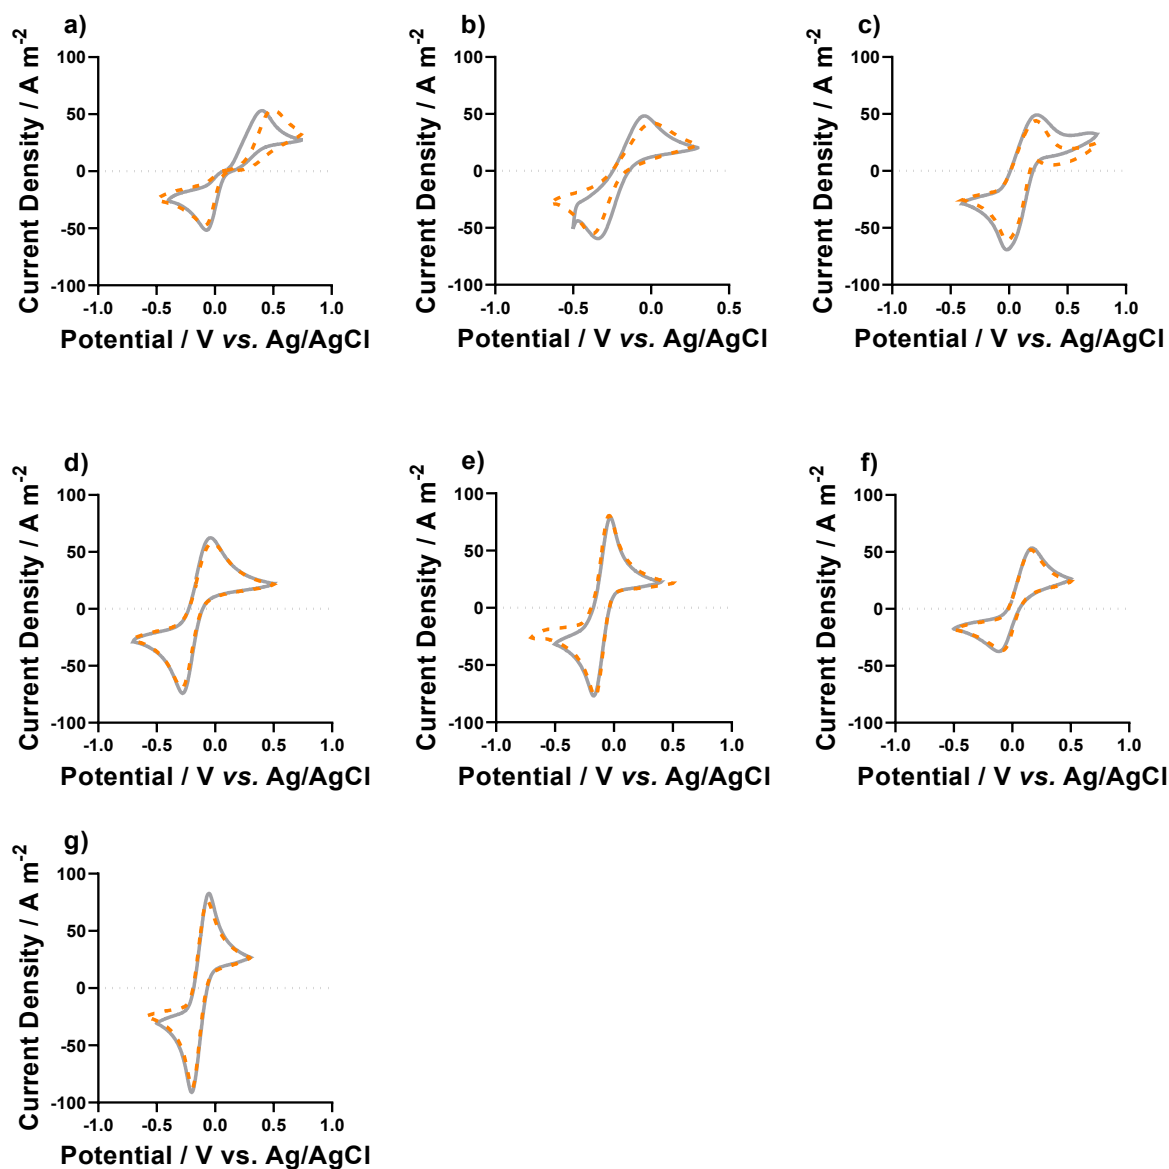 a)
Current Density / A m-2
100
50
0
-50
-100
-1.0 -0.5 0.0 0.5 1.0
Potential / V vs. Ag/AgCl
b)
Current Density / A m-2
100
50
0
-50
-100
-1.0 -0.5 0.0 0.5
Potential / V vs. Ag/AgCl
c)
Current Density / A m-2
100
50
0
-50
-100
-1.0 -0.5 0.0 0.5 1.0
Potential / V vs. Ag/AgCl
d)
Current Density / A m-2
100
50
0
-50
-100
-1.0 -0.5 0.0 0.5 1.0
Potential / V vs. Ag/AgCl
e)
Current Density / A m-2
100
50
0
-50
-100
-1.0 -0.5 0.0 0.5 1.0
Potential / V vs. Ag/AgCl
f)
Current Density / A m-2
100
50
0
-50
-100
-1.0 -0.5 0.0 0.5 1.0
Potential / V vs. Ag/AgCl
g)
Current Density / A m-2
100
50
0
-50
-100
-1.0 -0.5 0.0 0.5 1.0
Potential / V vs. Ag/AgCl